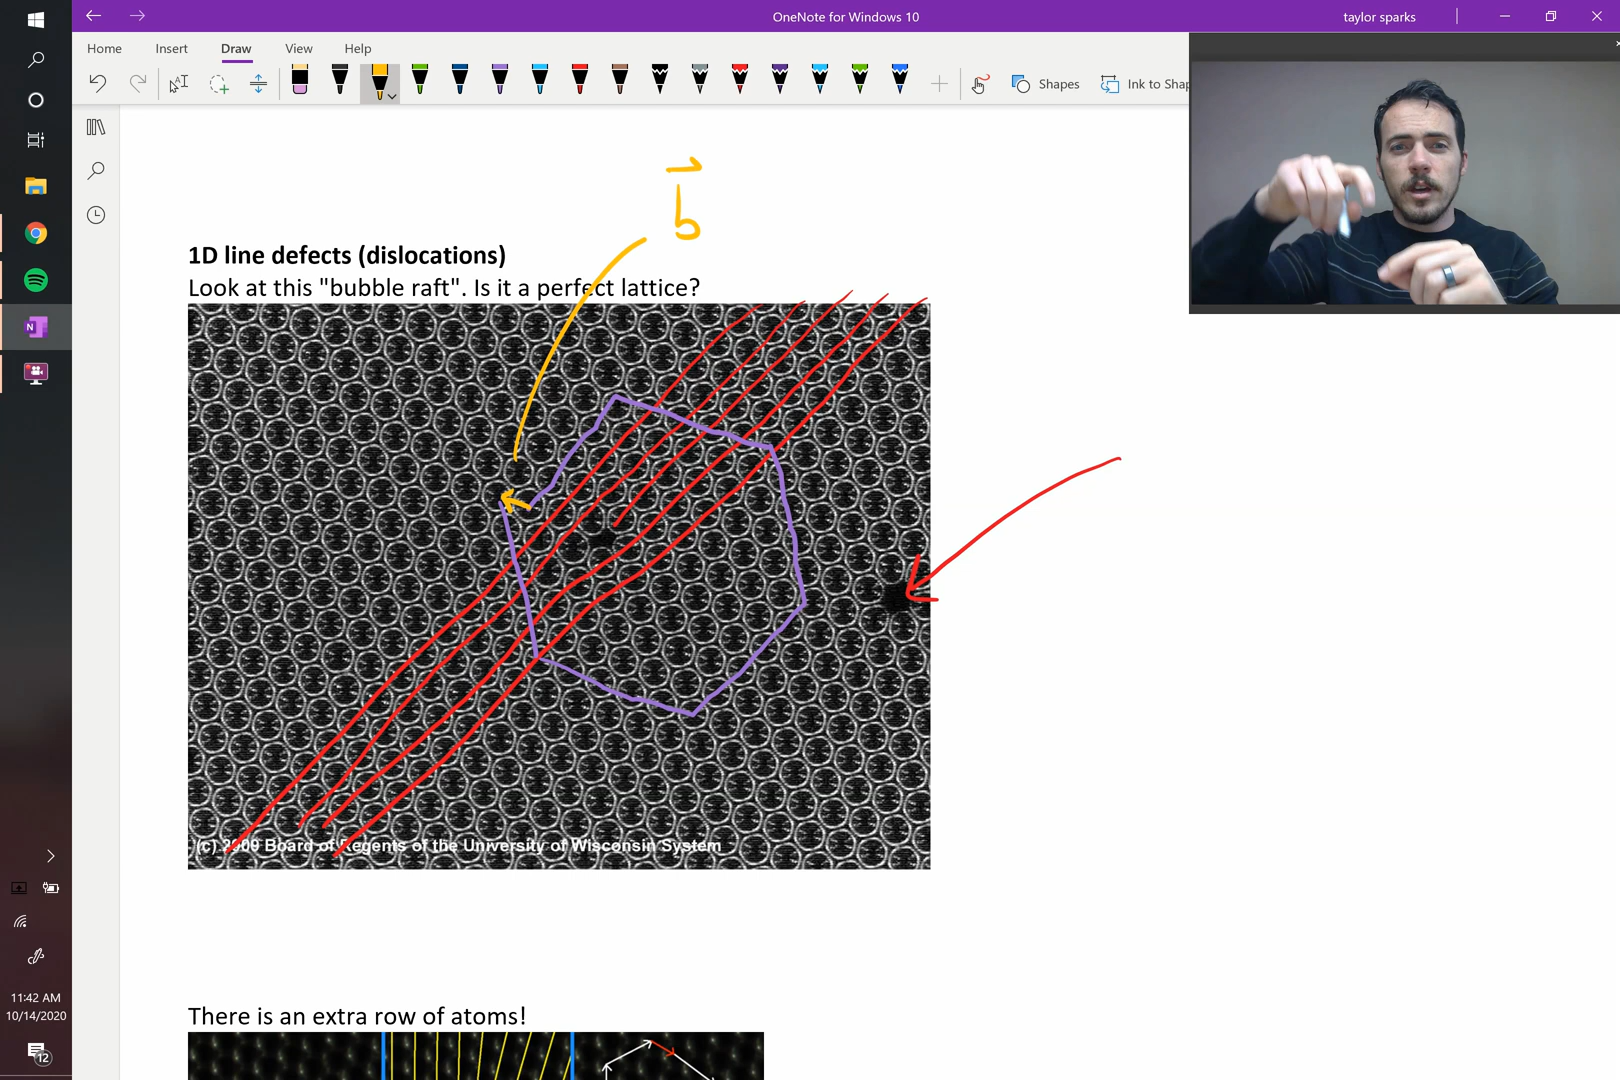 OneNote for Windows 10
taylor sparks
Home Insert Draw View Help
Shapes
Ink to Shap
b
1D line defects (dislocations)
Look at this "bubble raft". Is it a perfect lattice?
(c) 2000 Board of Regents of the University of Wisconsin System
There is an extra row of atoms!
11:42 AM
10/14/2020
12